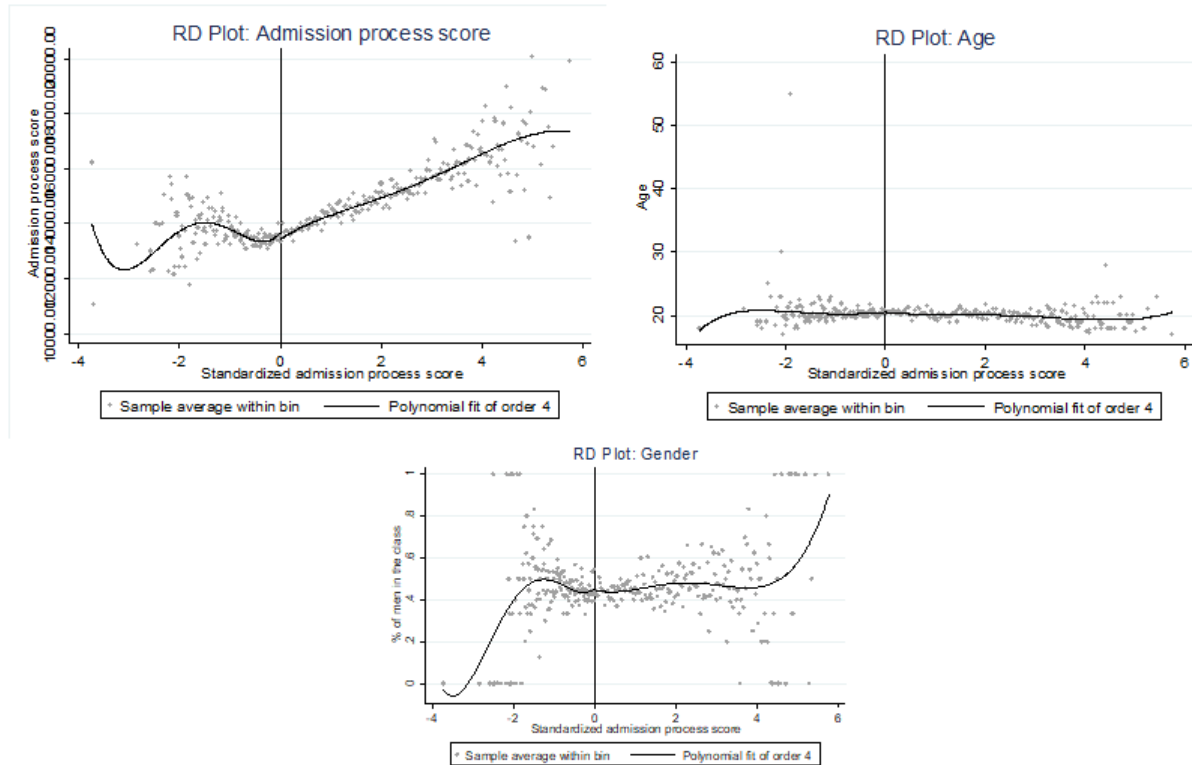 RD Plot: Admission process score
Admission process score
-4 -2 0 2 4 6
Standardized admission process score
Sample average within bin Polynomial fit of order 4
RD Plot: Age
Age
60
50
40
30
20
-4 -2 0 2 4 6
Standardized admission process score
Sample average within bin Polynomial fit of order 4
RD Plot: Gender
% of men in the class
1
.8
.6
.4
.2
0
-4 -2 0 2 4 6
Standardized admission process score
Sample average within bin Polynomial fit of order 4